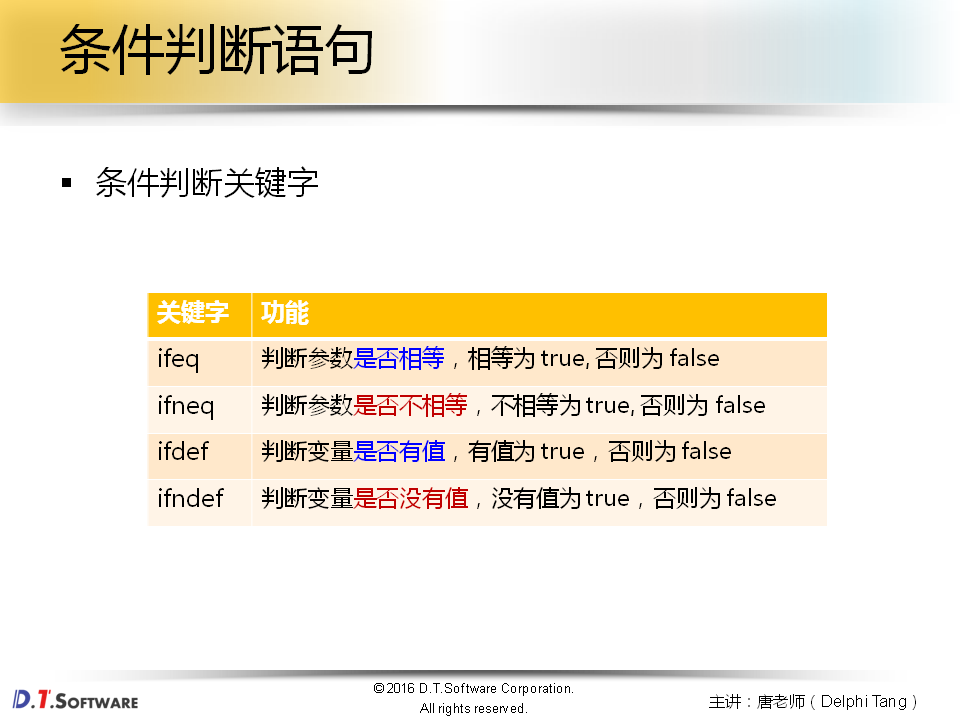 条件判断语句
▪ 条件判断关键字
关键字 功能
ifeq 判断参数是否相等，相等为 true, 否则为 false
ifneq 判断参数是否不相等，不相等为 true, 否则为 false
ifdef 判断变量是否有值，有值为 true，否则为 false
ifndef 判断变量是否没有值，没有值为 true，否则为 false
D.T.SOFTWARE
©2016 D.T.Software Corporation.
All rights reserved.
主讲：唐老师（Delphi Tang）